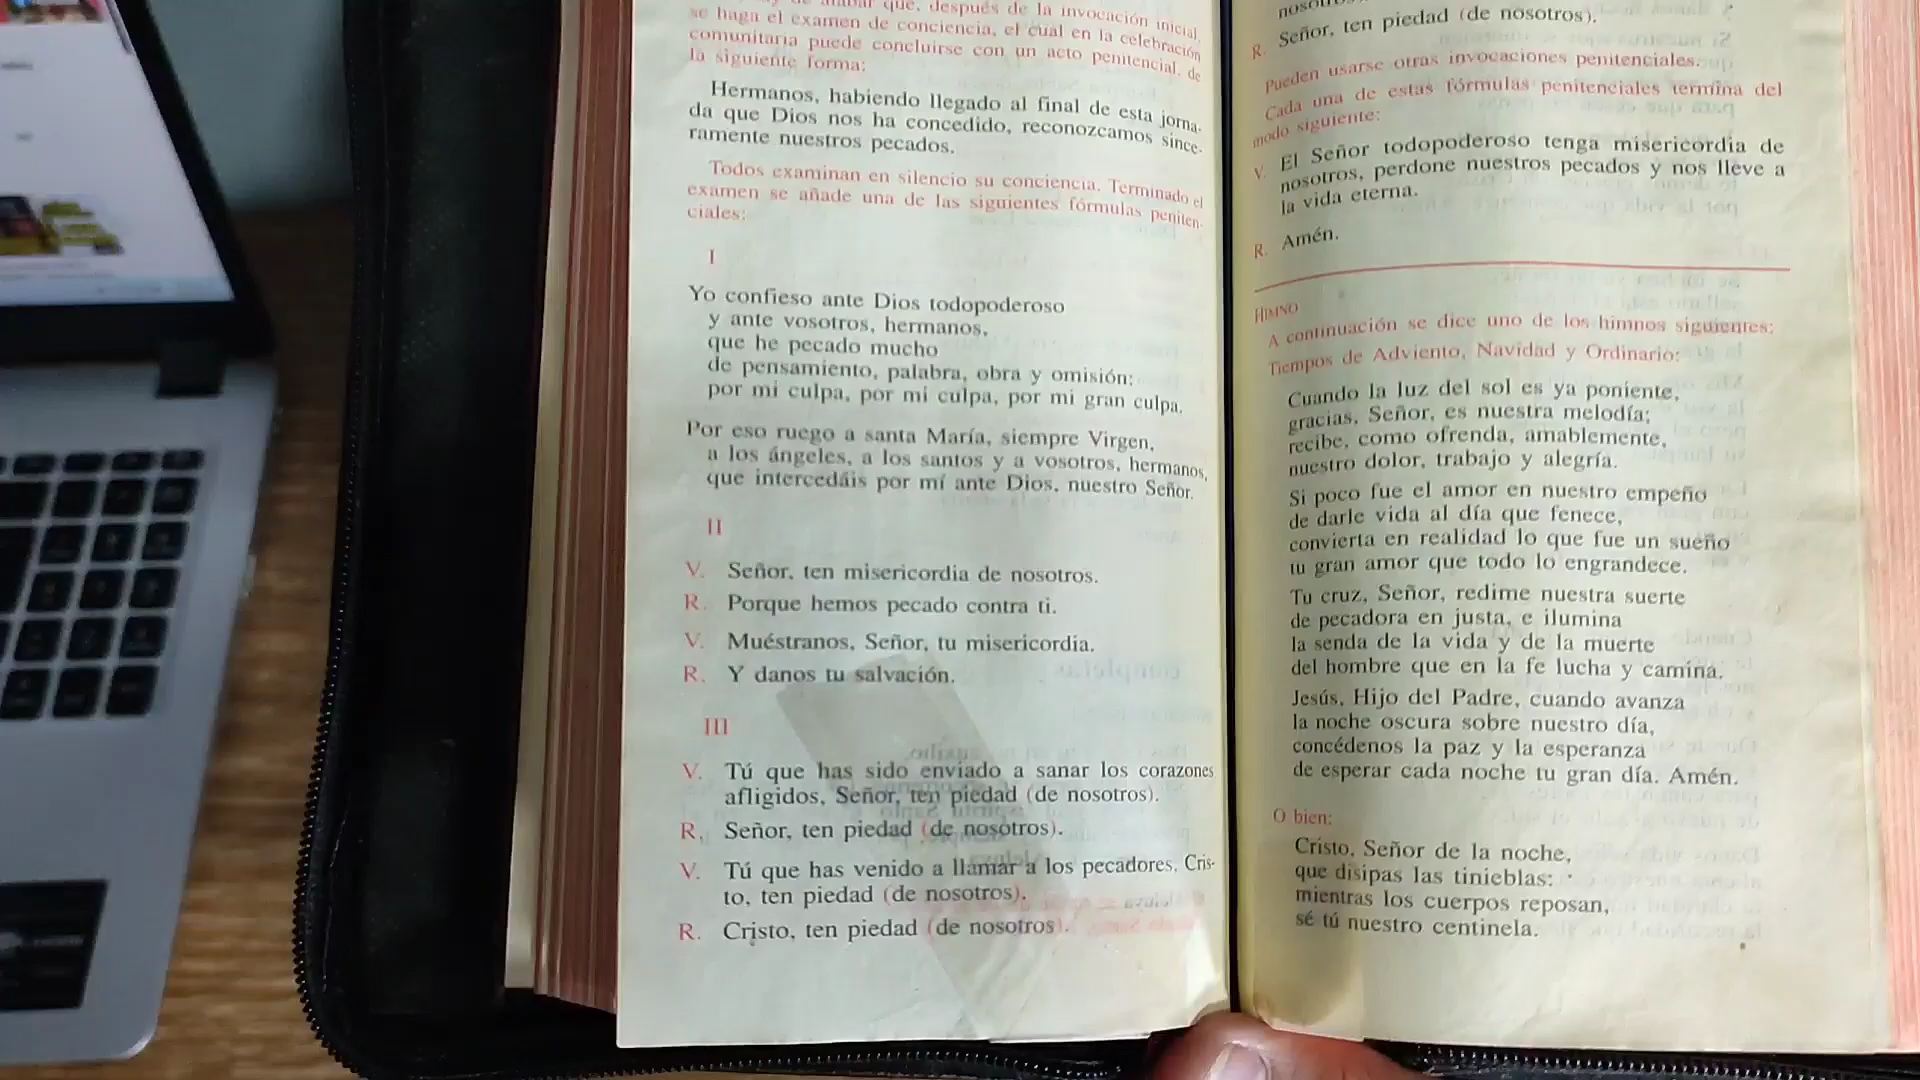 que, después de la invocación inicial,
se haga el examen de conciencia, el cual en la celebración
comunitaria puede concluirse con un acto penitencial, de
la siguiente forma:
Hermanos, habiendo llegado al final de esta jorna-
da que Dios nos ha concedido, reconozcamos since-
ramente nuestros pecados.
Todos examinan en silencio su conciencia. Terminado el
examen se añade una de las siguientes fórmulas peniten-
ciales:
I
Yo confieso ante Dios todopoderoso
y ante vosotros, hermanos,
que he pecado mucho
de pensamiento, palabra, obra y omisión:
por mi culpa, por mi culpa, por mi gran culpa.
Por eso ruego a santa María, siempre Virgen,
a los ángeles, a los santos y a vosotros, hermanos,
que intercedáis por mí ante Dios, nuestro Señor.
II
V. Señor, ten misericordia de nosotros.
R. Porque hemos pecado contra ti.
V. Muéstranos, Señor, tu misericordia.
R. Y danos tu salvación.
III
V. Tú que has sido enviado a sanar los corazones
afligidos, Señor, ten piedad (de nosotros).
R. Señor, ten piedad (de nosotros).
V. Tú que has venido a llamar a los pecadores, Cris-
to, ten piedad (de nosotros).
R. Cristo, ten piedad (de nosotros).
R. Señor, ten piedad (de nosotros).
Pueden usarse otras invocaciones penitenciales.
Cada una de estas fórmulas penitenciales termina del
modo siguiente:
V. El Señor todopoderoso tenga misericordia de
nosotros, perdone nuestros pecados y nos lleve a
la vida eterna.
R. Amén.
HIMNO
A continuación se dice uno de los himnos siguientes:
Tiempos de Adviento, Navidad y Ordinario:
Cuando la luz del sol es ya poniente,
gracias, Señor, es nuestra melodía;
recibe, como ofrenda, amablemente,
nuestro dolor, trabajo y alegría.
Si poco fue el amor en nuestro empeño
de darle vida al día que fenece,
convierta en realidad lo que fue un sueño
tu gran amor que todo lo engrandece.
Tu cruz, Señor, redime nuestra suerte
de pecadora en justa, e ilumina
la senda de la vida y de la muerte
del hombre que en la fe lucha y camina.
Jesús, Hijo del Padre, cuando avanza
la noche oscura sobre nuestro día,
concédenos la paz y la esperanza
de esperar cada noche tu gran día. Amén.
O bien:
Cristo, Señor de la noche,
que disipas las tinieblas:
mientras los cuerpos reposan,
sé tú nuestro centinela.